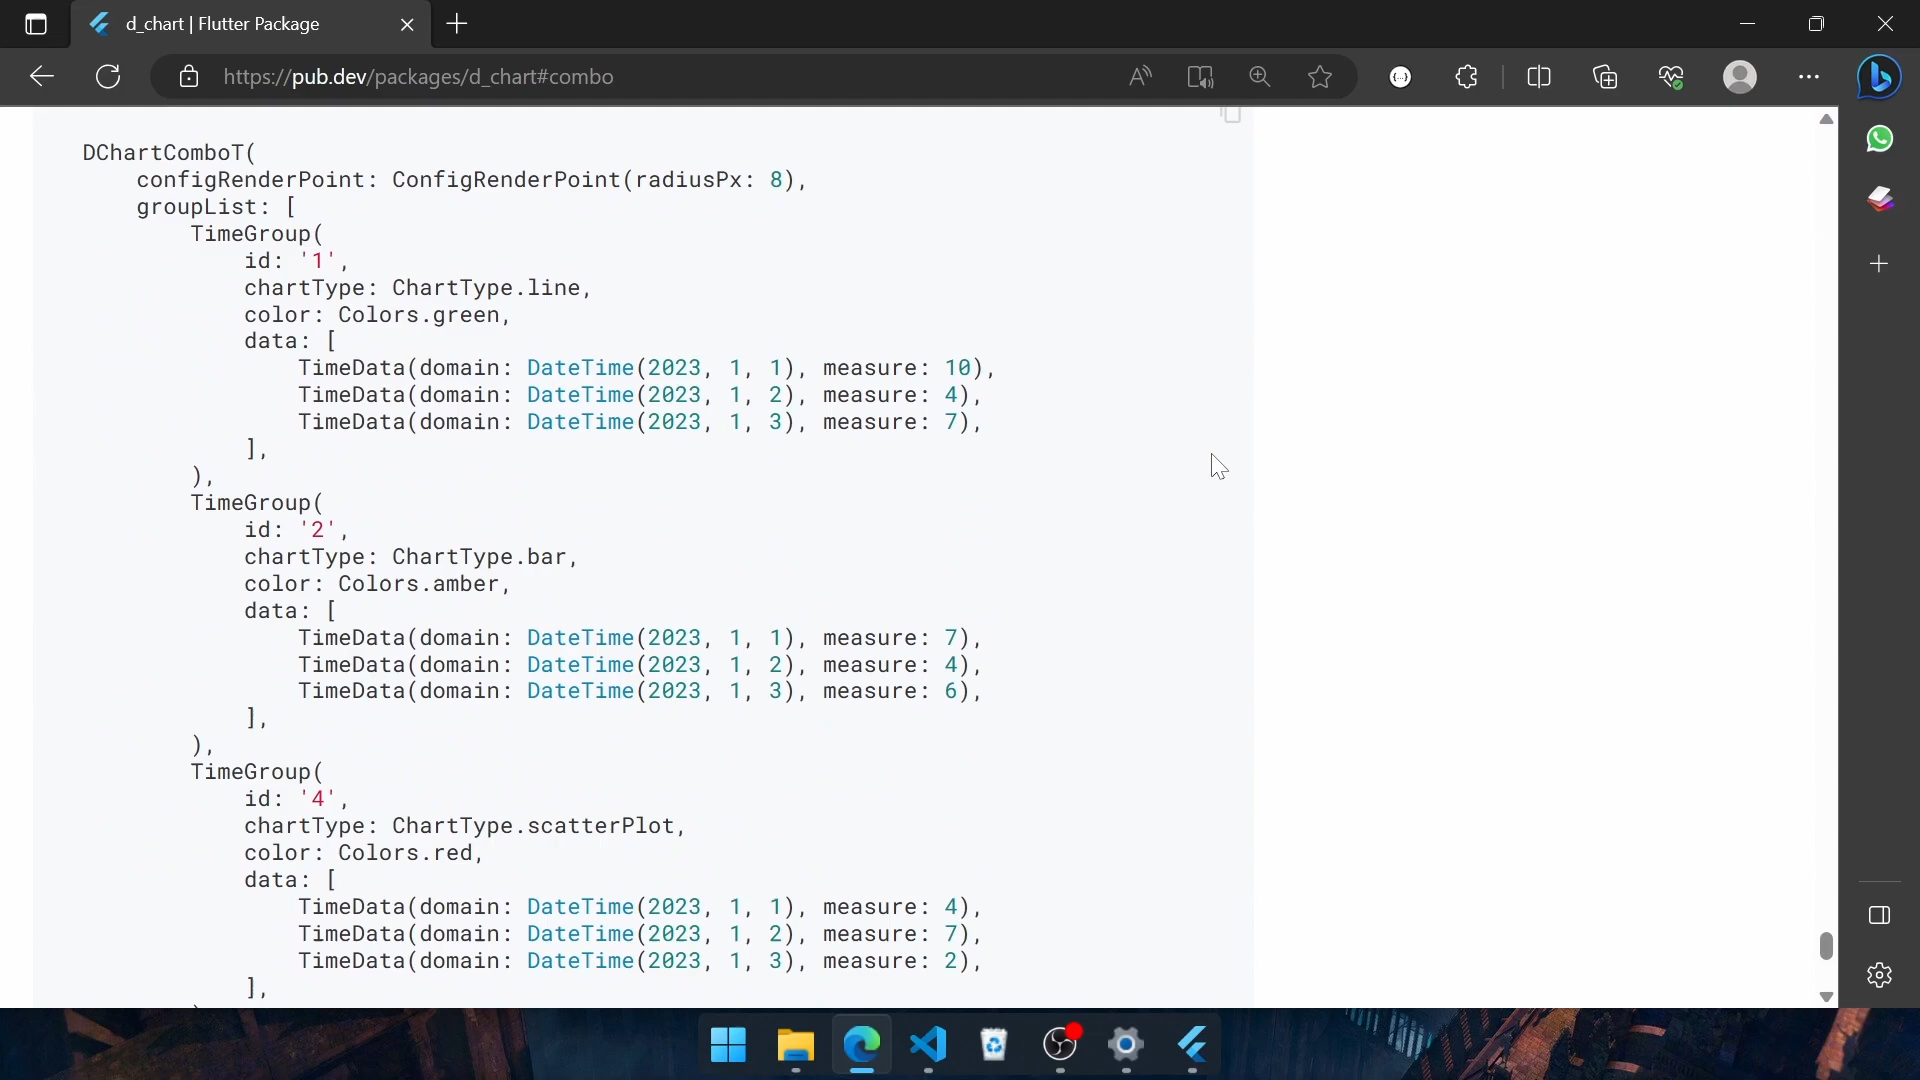 d_chart | Flutter Package
https://pub.dev/packages/d_chart#combo
DChartComboT(
configRenderPoint: ConfigRenderPoint(radiusPx: 8),
groupList: [
TimeGroup(
id: '1',
chartType: ChartType.line,
color: Colors.green,
data: [
TimeData(domain: DateTime(2023, 1, 1), measure: 10),
TimeData(domain: DateTime(2023, 1, 2), measure: 4),
TimeData(domain: DateTime(2023, 1, 3), measure: 7),
],
),
TimeGroup(
id: '2',
chartType: ChartType.bar,
color: Colors.amber,
data: [
TimeData(domain: DateTime(2023, 1, 1), measure: 7),
TimeData(domain: DateTime(2023, 1, 2), measure: 4),
TimeData(domain: DateTime(2023, 1, 3), measure: 6),
],
),
TimeGroup(
id: '4',
chartType: ChartType.scatterPlot,
color: Colors.red,
data: [
TimeData(domain: DateTime(2023, 1, 1), measure: 4),
TimeData(domain: DateTime(2023, 1, 2), measure: 7),
TimeData(domain: DateTime(2023, 1, 3), measure: 2),
],